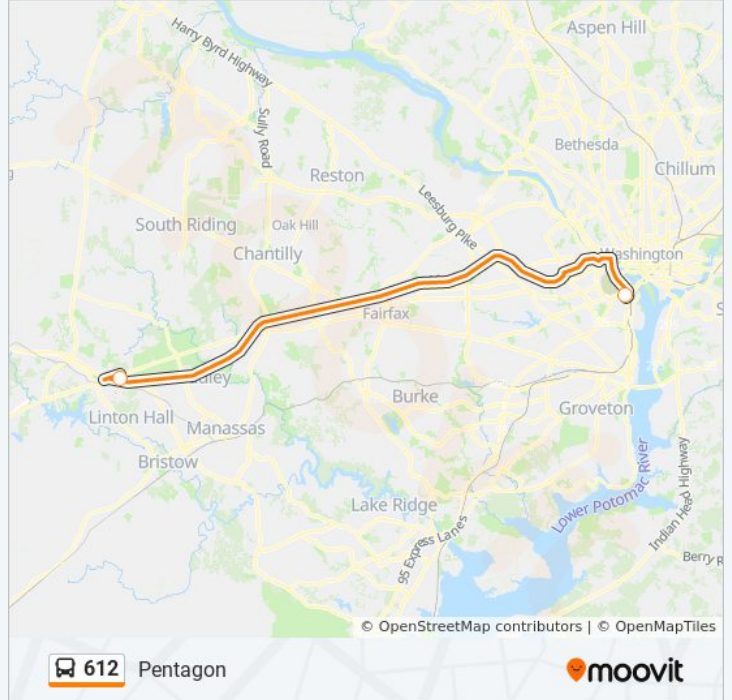 Aspen Hill
Harry Byrd Highway
Sully Road
Bethesda
Chillum
Reston
Leesburg Pike
South Riding
Oak Hill
Chantilly
Washington
Fairfax
Burke
Groveton
Linton Hall
Manassas
Bristow
Lake Ridge
95 Express Lanes
Lower Potomac River
Indian Head Highway
Berry R
© OpenStreetMap contributors | © OpenMapTiles
612 Pentagon
moovit